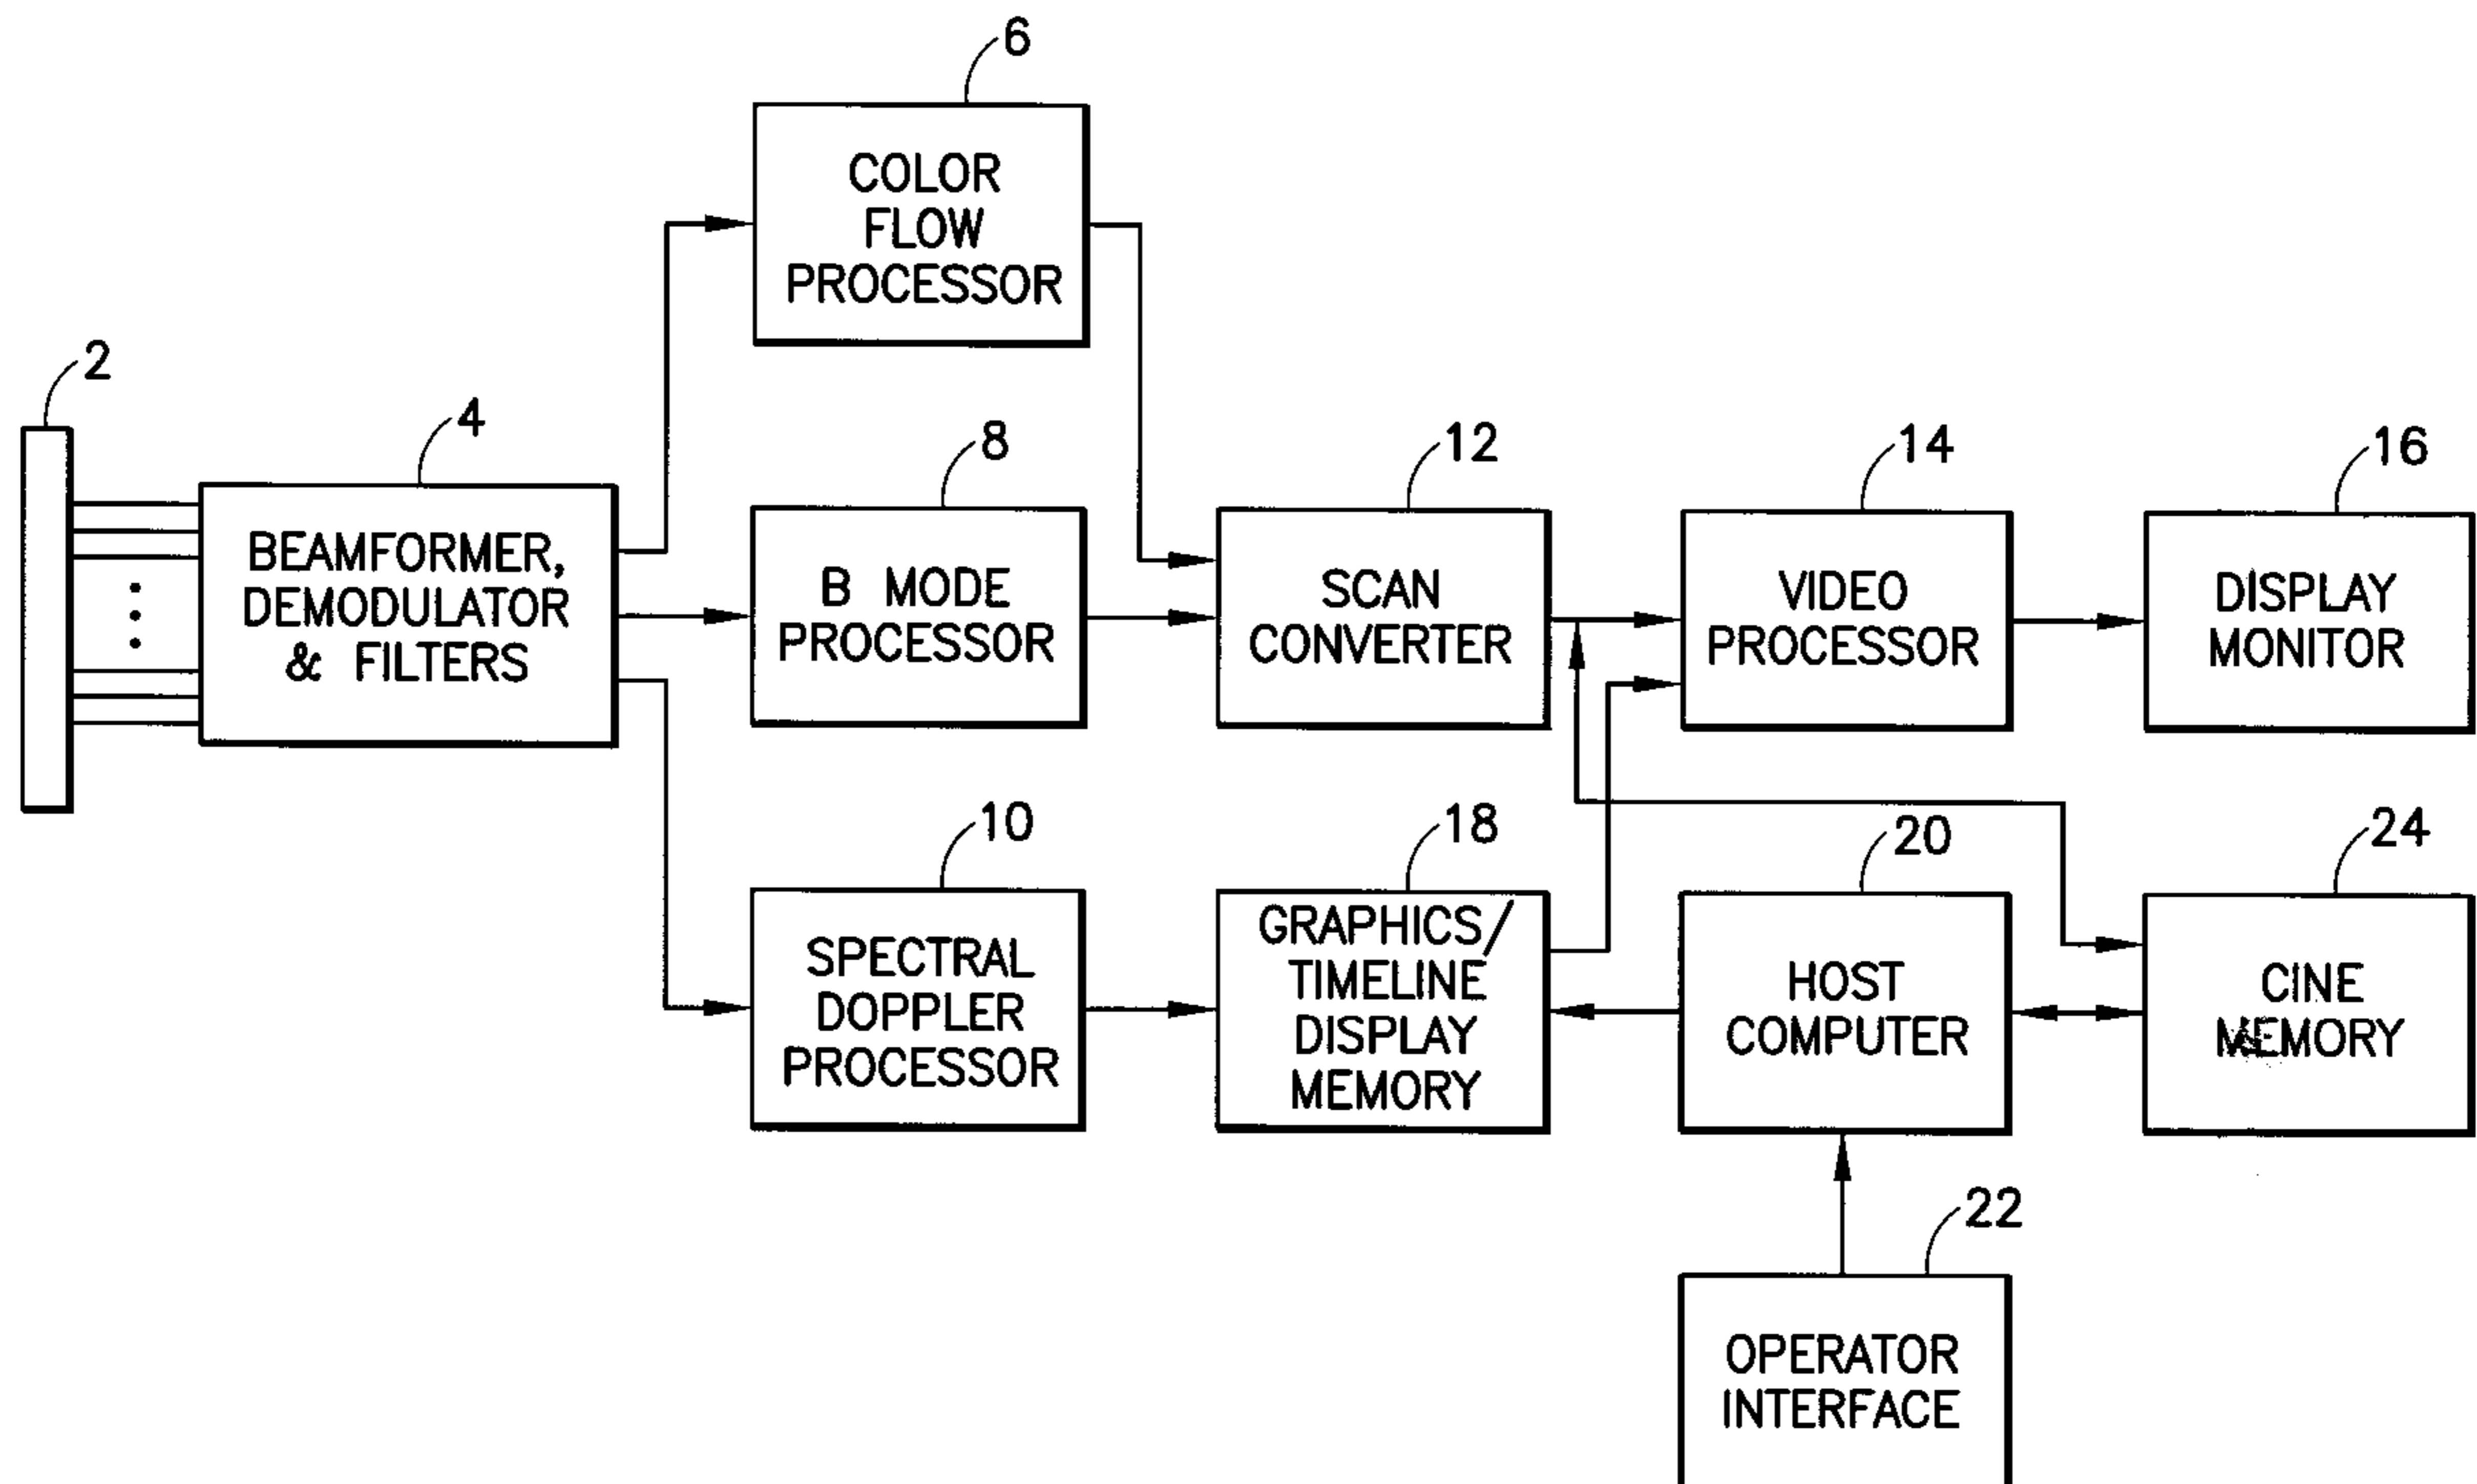 6
COLOR
FLOW
PROCESSOR
2
4
BEAMFORMER,
DEMODULATOR
& FILTERS
8
B MODE
PROCESSOR
12
SCAN
CONVERTER
14
VIDEO
PROCESSOR
16
DISPLAY
MONITOR
10
SPECTRAL
DOPPLER
PROCESSOR
18
GRAPHICS/
TIMELINE
DISPLAY
MEMORY
20
HOST
COMPUTER
24
CINE
MEMORY
22
OPERATOR
INTERFACE